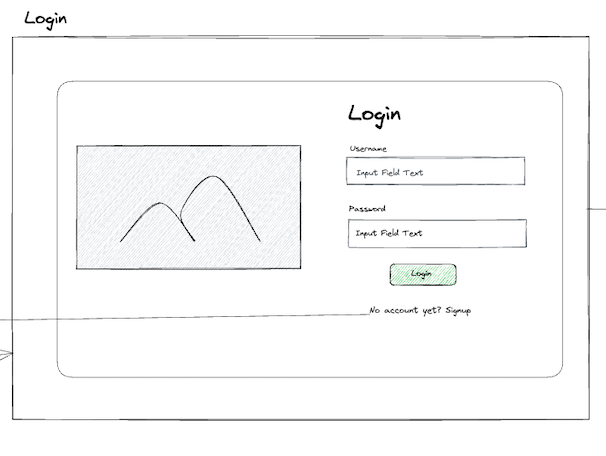 Login
Login
Username
Input Field Text
Password
Input Field Text
Login
No account yet? Signup